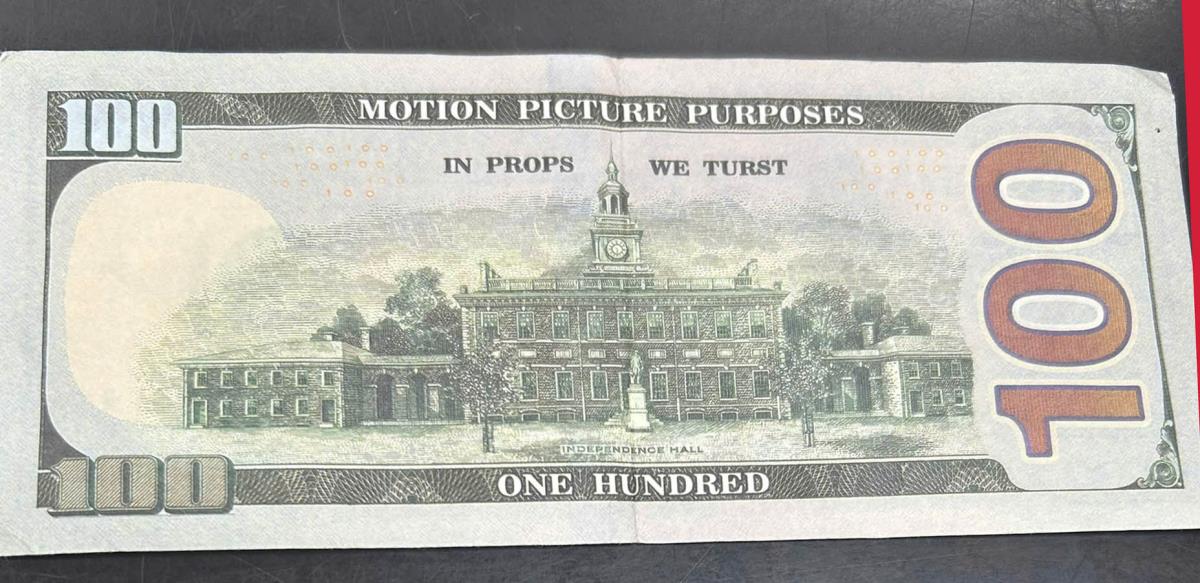 100
MOTION PICTURE PURPOSES
IN PROPS WE TURST
100
INDEPENDENCE HALL
100
ONE HUNDRED